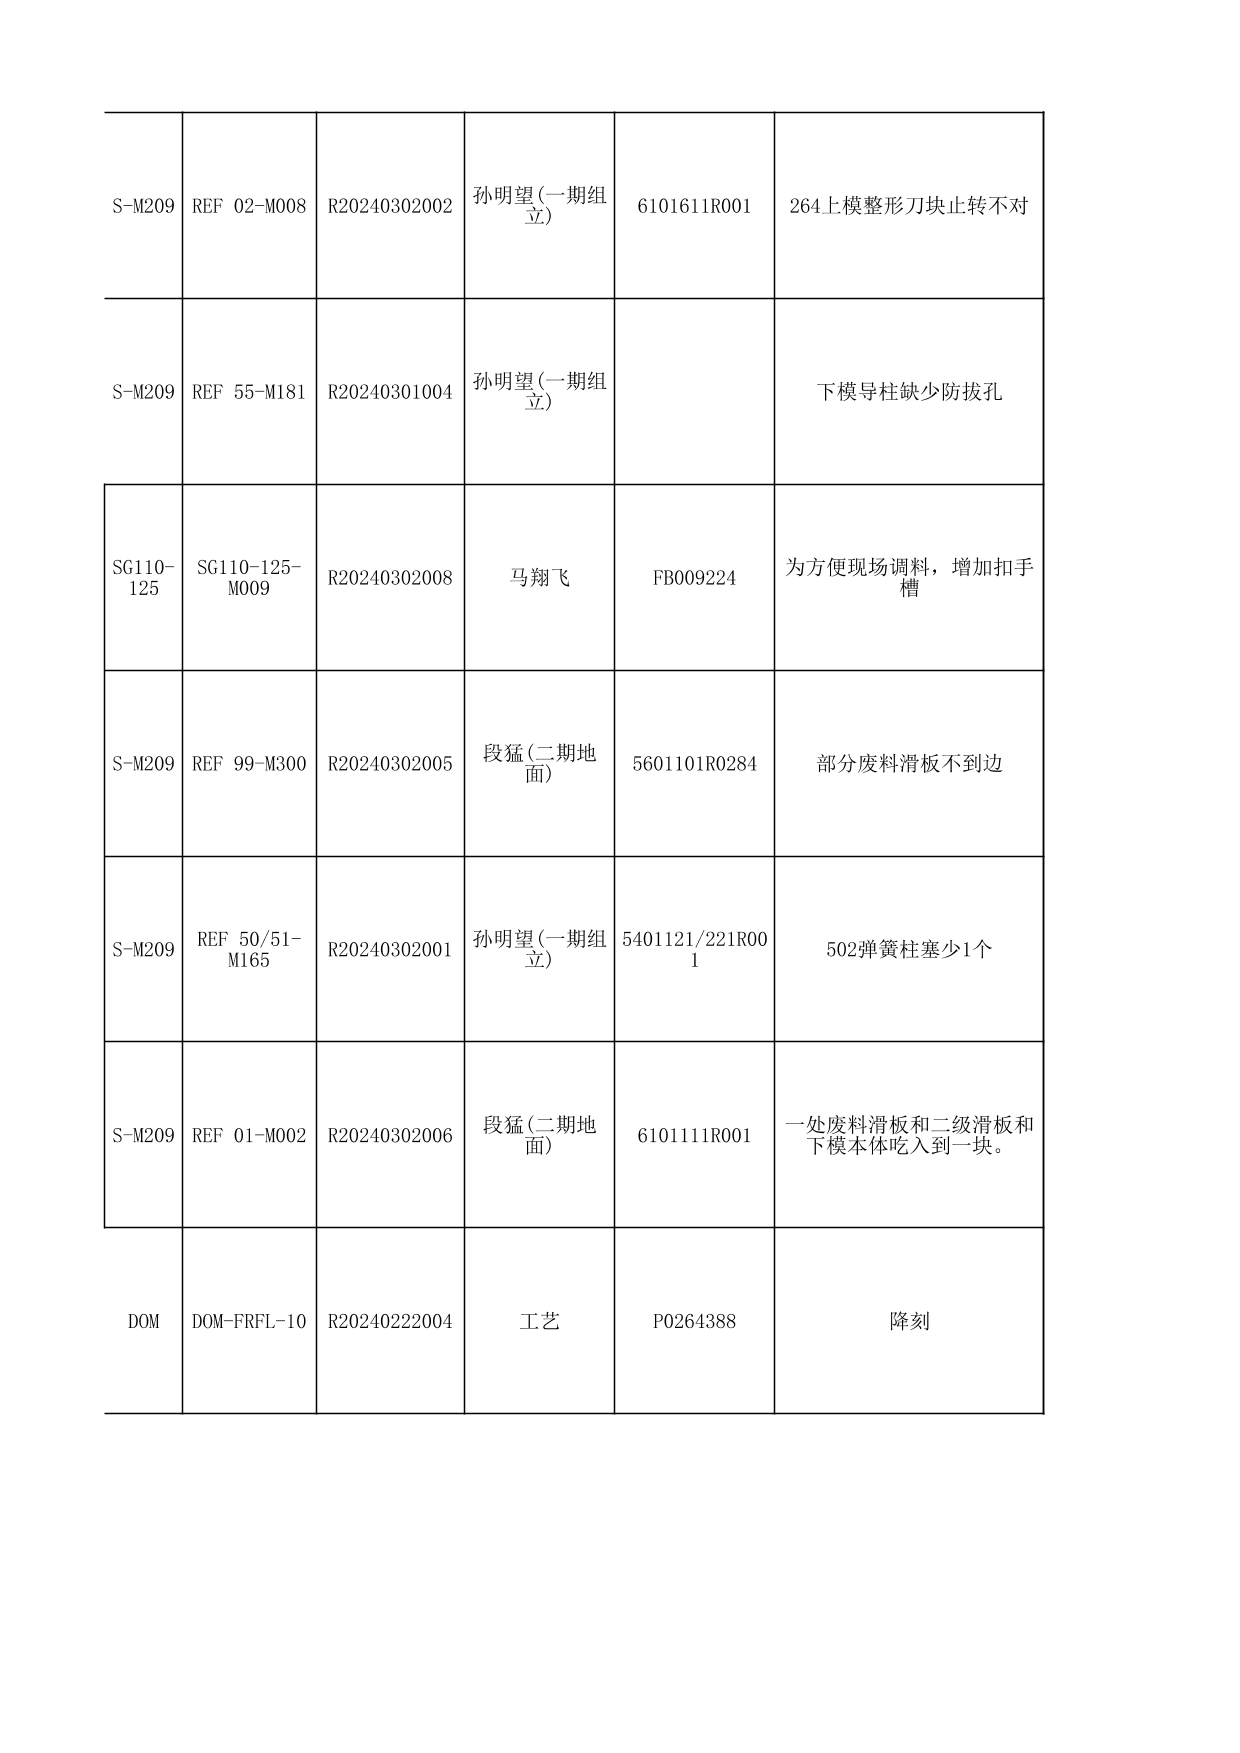 S-M209 REF 02-M008 R20240302002 孙明望(一期组立) 6101611R001 264上模整形刀块止转不对
S-M209 REF 55-M181 R20240301004 孙明望(一期组立) 下模导柱缺少防拔孔
SG110-125 SG110-125-M009 R20240302008 马翔飞 FB009224 为方便现场调料，增加扣手槽
S-M209 REF 99-M300 R20240302005 段猛(二期地面) 5601101R0284 部分废料滑板不到边
S-M209 REF 50/51-M165 R20240302001 孙明望(一期组立) 5401121/221R001 502弹簧柱塞少1个
S-M209 REF 01-M002 R20240302006 段猛(二期地面) 6101111R001 一处废料滑板和二级滑板和下模本体吃入到一块。
DOM DOM-FRFL-10 R20240222004 工艺 P0264388 降刻